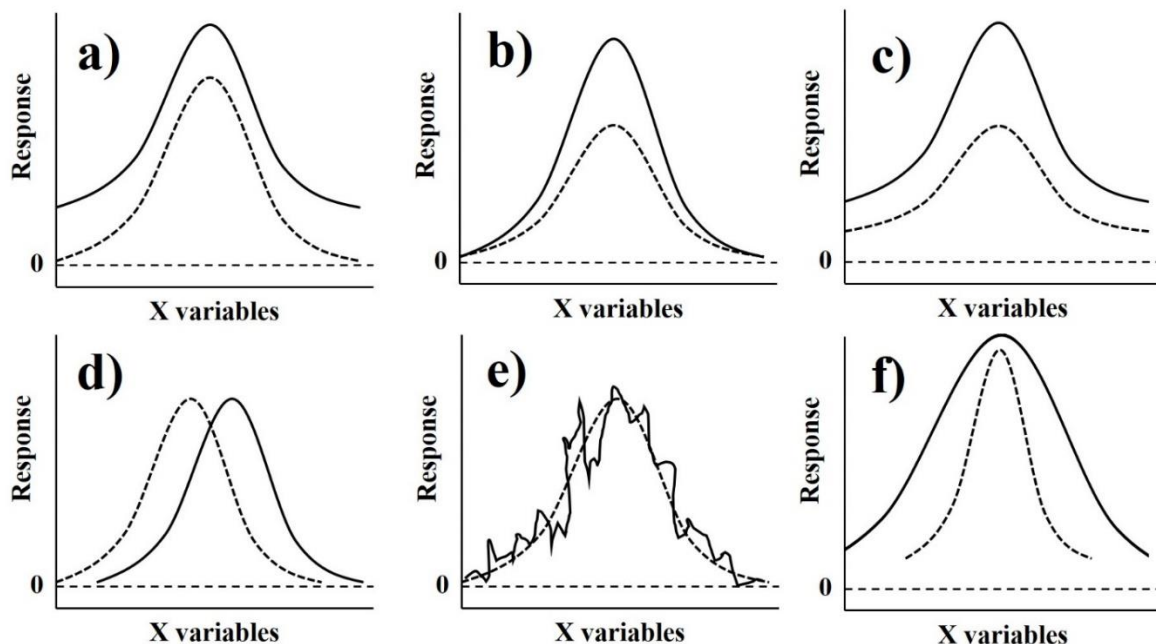 a)
Response
0
X variables
b)
Response
0
X variables
c)
Response
0
X variables
d)
Response
0
X variables
e)
Response
0
X variables
f)
Response
0
X variables